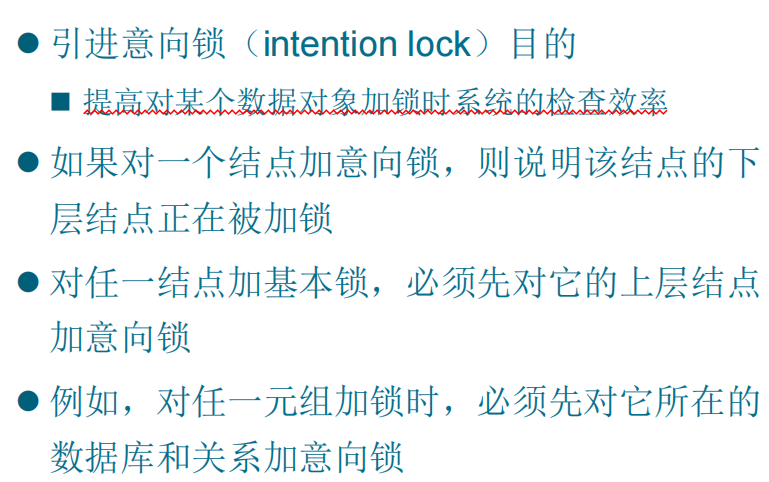 ● 引进意向锁（intention lock）目的
■ 提高对某个数据对象加锁时系统的检查效率
● 如果对一个结点加意向锁，则说明该结点的下
层结点正在被加锁
● 对任一结点加基本锁，必须先对它的上层结点
加意向锁
● 例如，对任一元组加锁时，必须先对它所在的
数据库和关系加意向锁